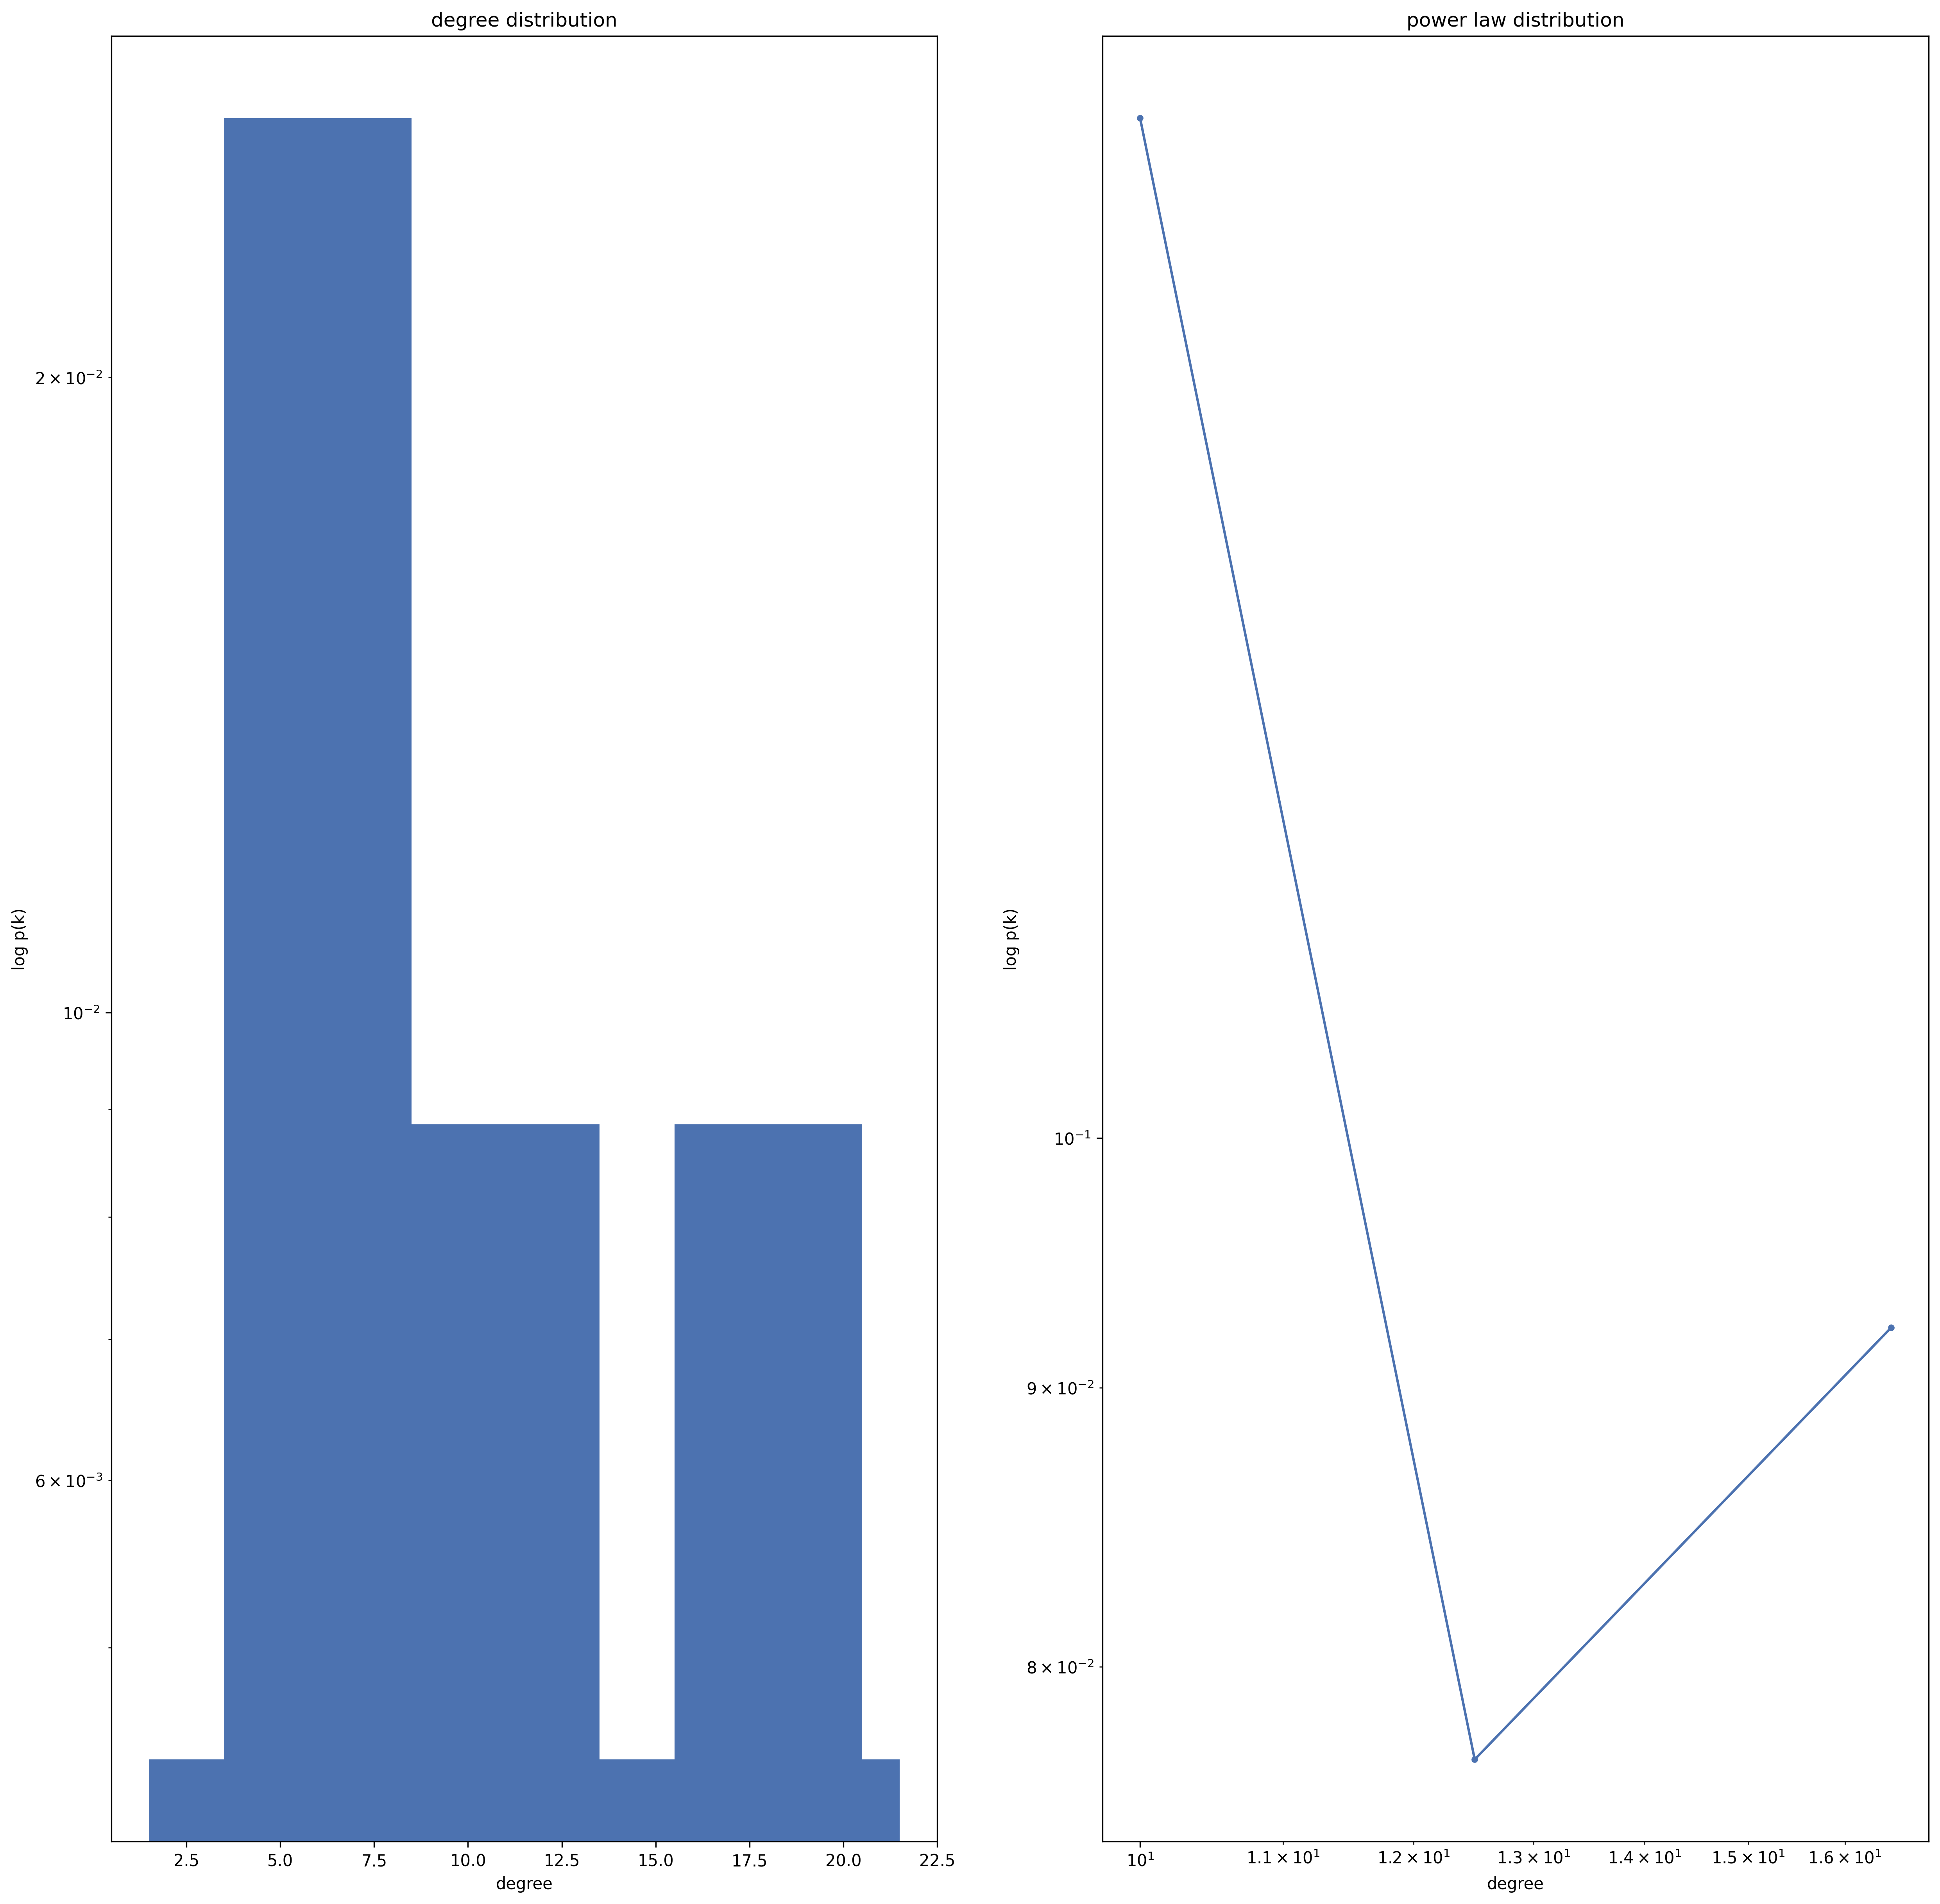 degree distribution
2 × 10⁻²
10⁻²
6 × 10⁻³
log p(k)
2.5 5.0 7.5 10.0 12.5 15.0 17.5 20.0 22.5
degree
power law distribution
10⁻¹
9 × 10⁻²
8 × 10⁻²
log p(k)
10¹ 1.1 × 10¹ 1.2 × 10¹ 1.3 × 10¹ 1.4 × 10¹ 1.5 × 10¹ 1.6 × 10¹
degree